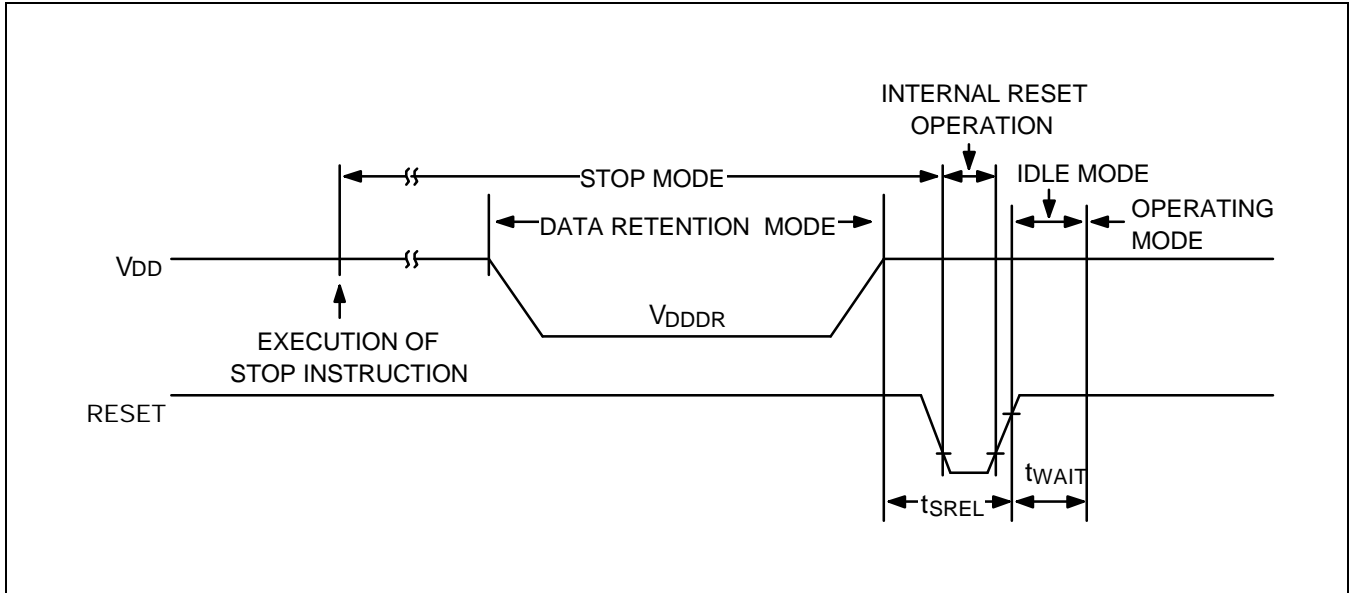 INTERNAL RESET
OPERATION
STOP MODE
IDLE MODE
DATA RETENTION MODE
OPERATING
MODE
VDD
VDDDR
EXECUTION OF
STOP INSTRUCTION
RESET
tWAIT
tSREL